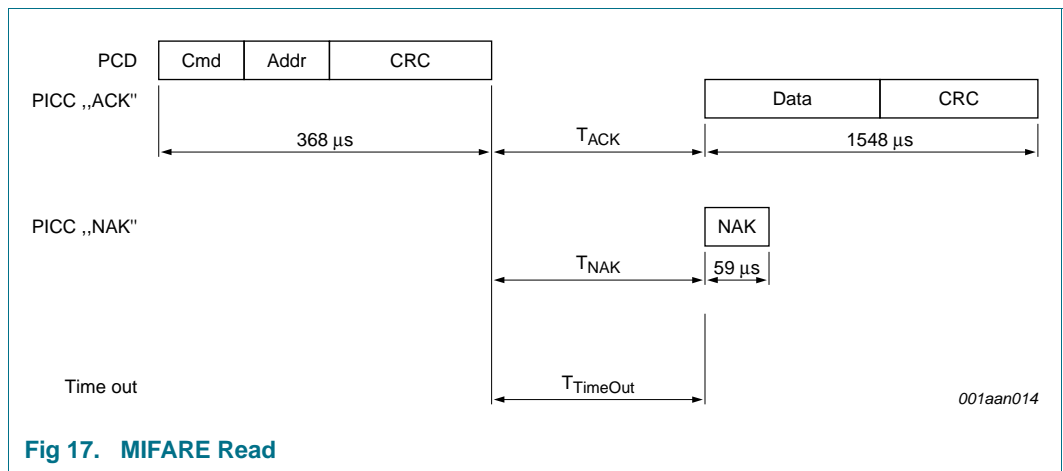 PCD Cmd Addr CRC
PICC ,,ACK" Data CRC
368 µs TACK 1548 µs
PICC ,,NAK" NAK
TNAK 59 µs
Time out TTimeOut 001aan014
Fig 17. MIFARE Read